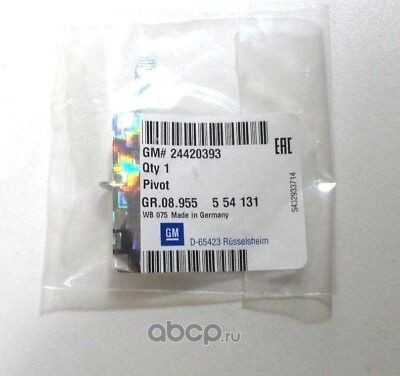 GM# 24420393
Qty 1
Pivot
GR.08.955 5 54 131
WB 075 Made in Germany
GM
D-65423 Rüsselsheim
EAC
S432933714
abcp.ru